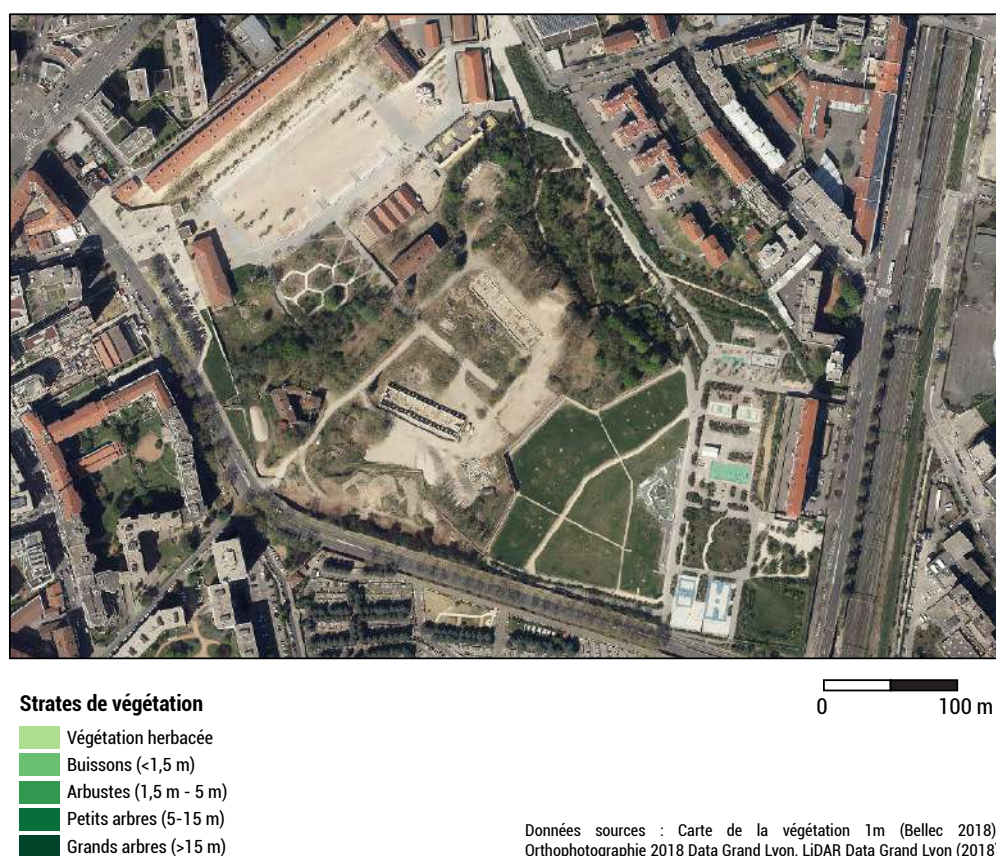 0 100 m
Strates de végétation
Végétation herbacée
Buissons (<1,5 m)
Arbustes (1,5 m - 5 m)
Petits arbres (5-15 m)
Grands arbres (>15 m)
Données sources : Carte de la végétation 1m (Bellec 2018)
Orthophotographie 2018 Data Grand Lyon, LiDAR Data Grand Lyon (2018